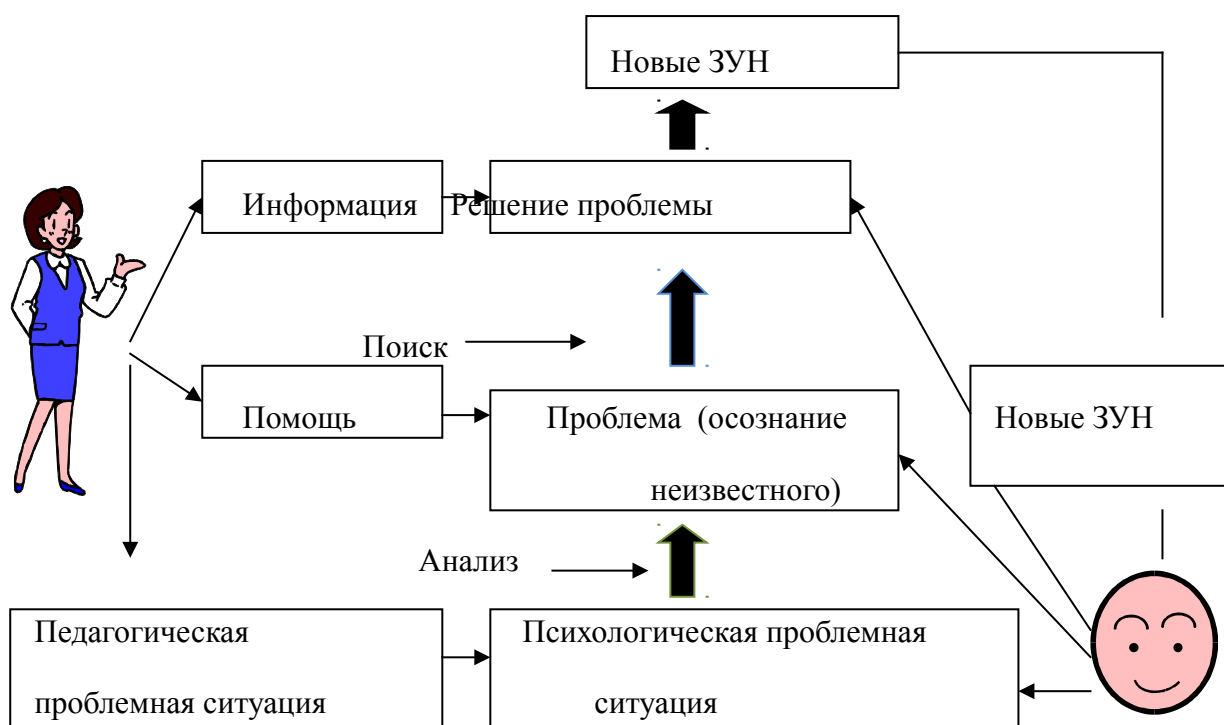 Новые ЗУН
Информация
Решение проблемы
Поиск
Помощь
Проблема (осознание
неизвестного)
Новые ЗУН
Анализ
Педагогическая
проблемная ситуация
Психологическая проблемная
ситуация